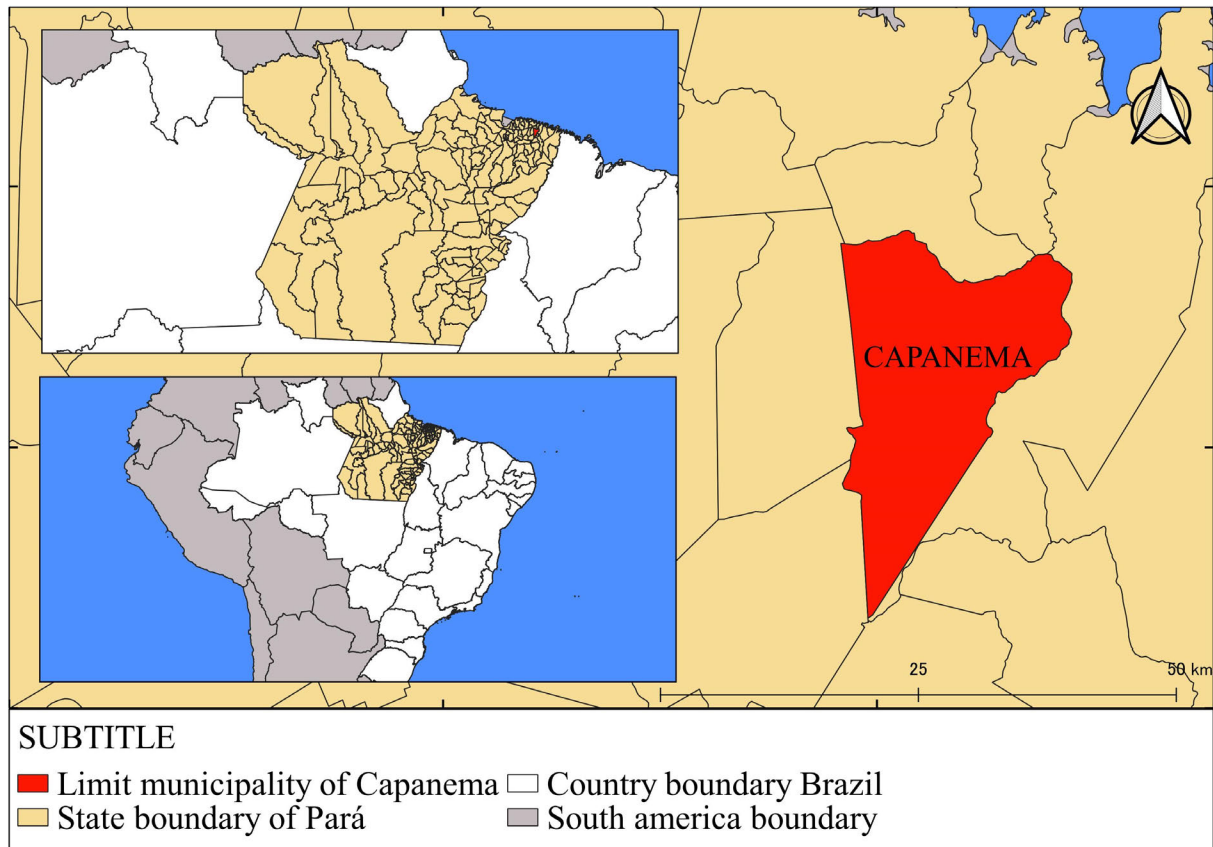 CAPANEMA
25 50 km
SUBTITLE
Limit municipality of Capanema Country boundary Brazil
State boundary of Pará South america boundary